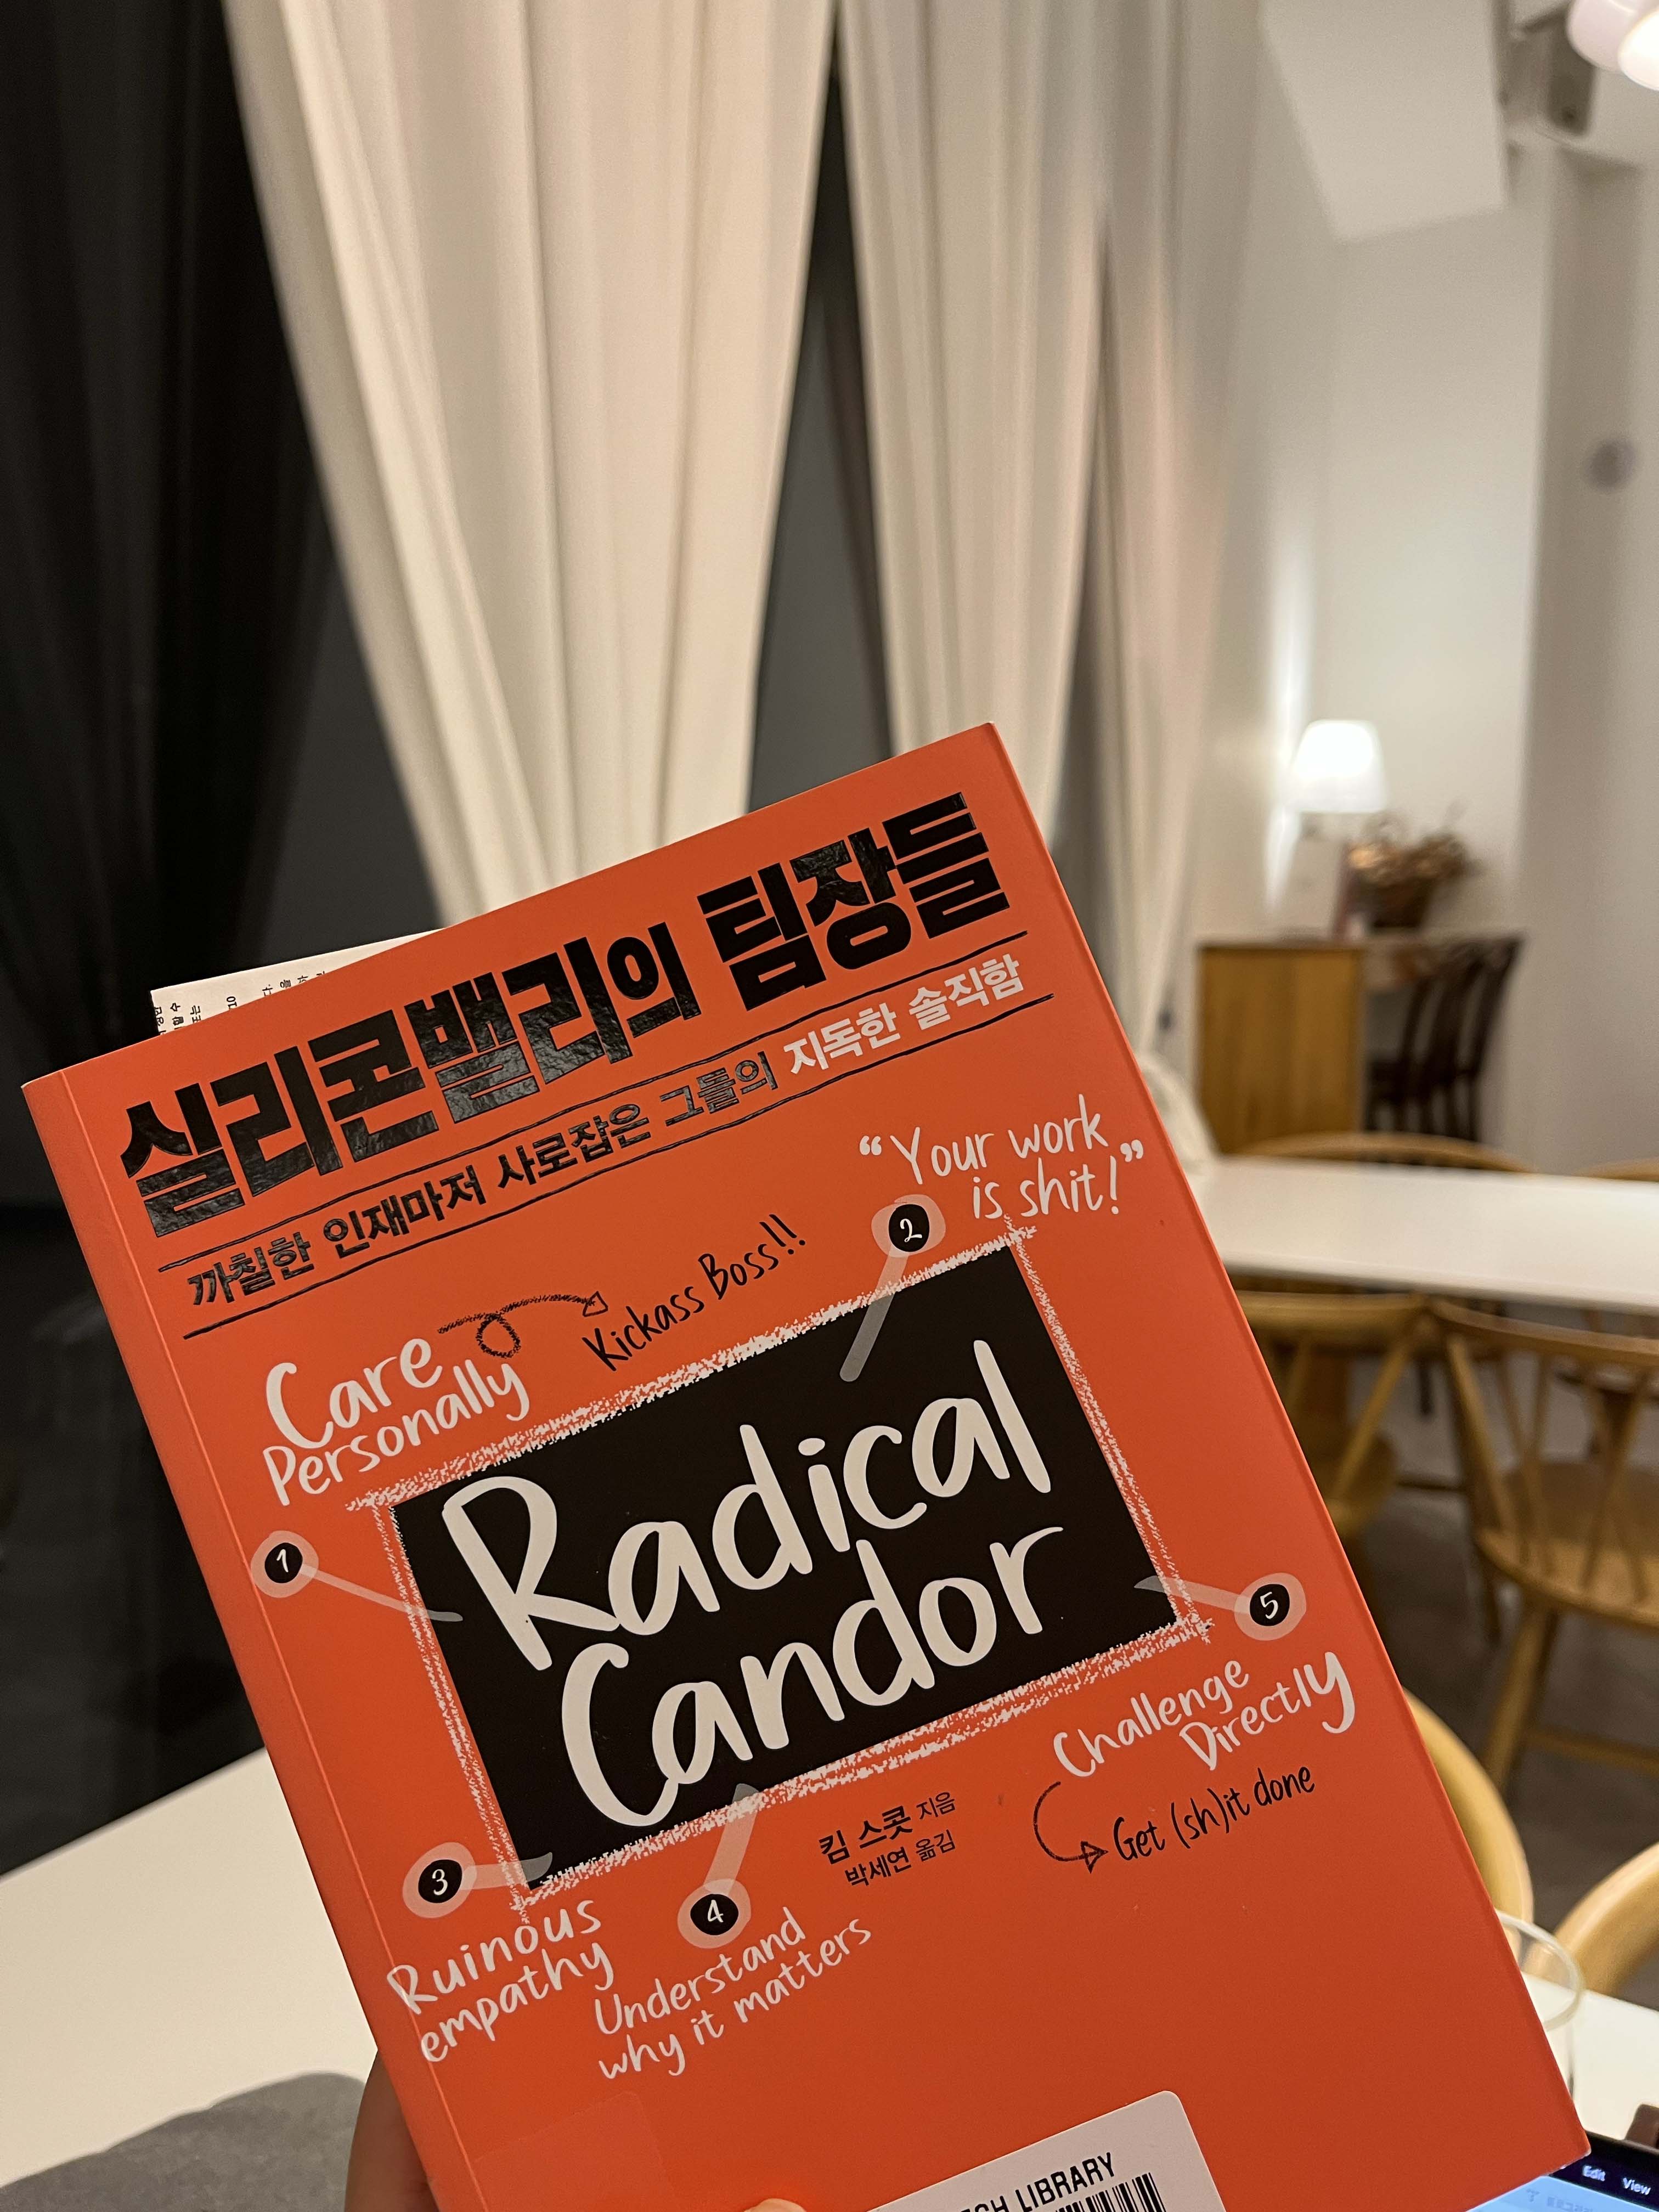 실리콘밸리의 팀장들
까칠한 인재마저 사로잡은 그들의 지독한 솔직함
“Your work
is shit!”
2
Kickass Boss!!
Care
Personally
1
Radical
Candor
5
Challenge
Directly
Get (sh)it done
킴 스콧 지음
박세연 옮김
3
Ruinous
empathy
4
Understand
why it matters
LIBRARY
Edit View